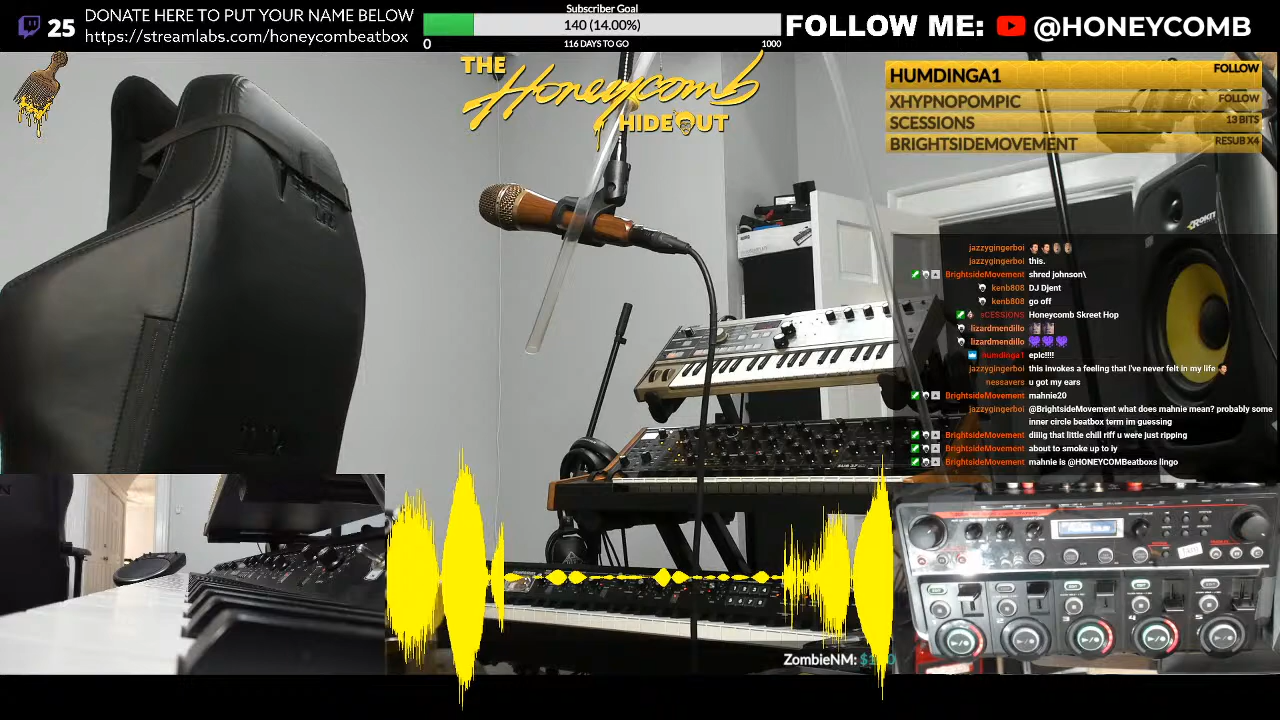 25
DONATE HERE TO PUT YOUR NAME BELOW
https://streamlabs.com/honeycombeatbox
Subscriber Goal
140 (14.00%)
0
116 DAYS TO GO
1000
FOLLOW ME:
@HONEYCOMB
THE
Honeycomb
HIDEOUT
HUMDINGA1 FOLLOW
XHYPNOPOMPIC FOLLOW
SCESSIONS 13 BITS
BRIGHTSIDEMOVEMENT RESUB X4
ROKIT
jazzygingerboi
jazzygingerboi this.
BrightsideMovement shred johnson\
kenb808 DJ Djent
kenb808 go off
sCESSIONS Honeycomb Skreet Hop
lizardmendillo
lizardmendillo
humdinga1 epic!!!!
jazzygingerboi this invokes a feeling that i've never felt in my life
nessavers u got my ears
BrightsideMovement mahnie20
jazzygingerboi @BrightsideMovement what does mahnie mean? probably some
inner circle beatbox term im guessing
BrightsideMovement diiiig that little chill riff u were just ripping
BrightsideMovement about to smoke up to iy
BrightsideMovement mahnie is @HONEYCOMBeatboxs lingo
ZombieNM: